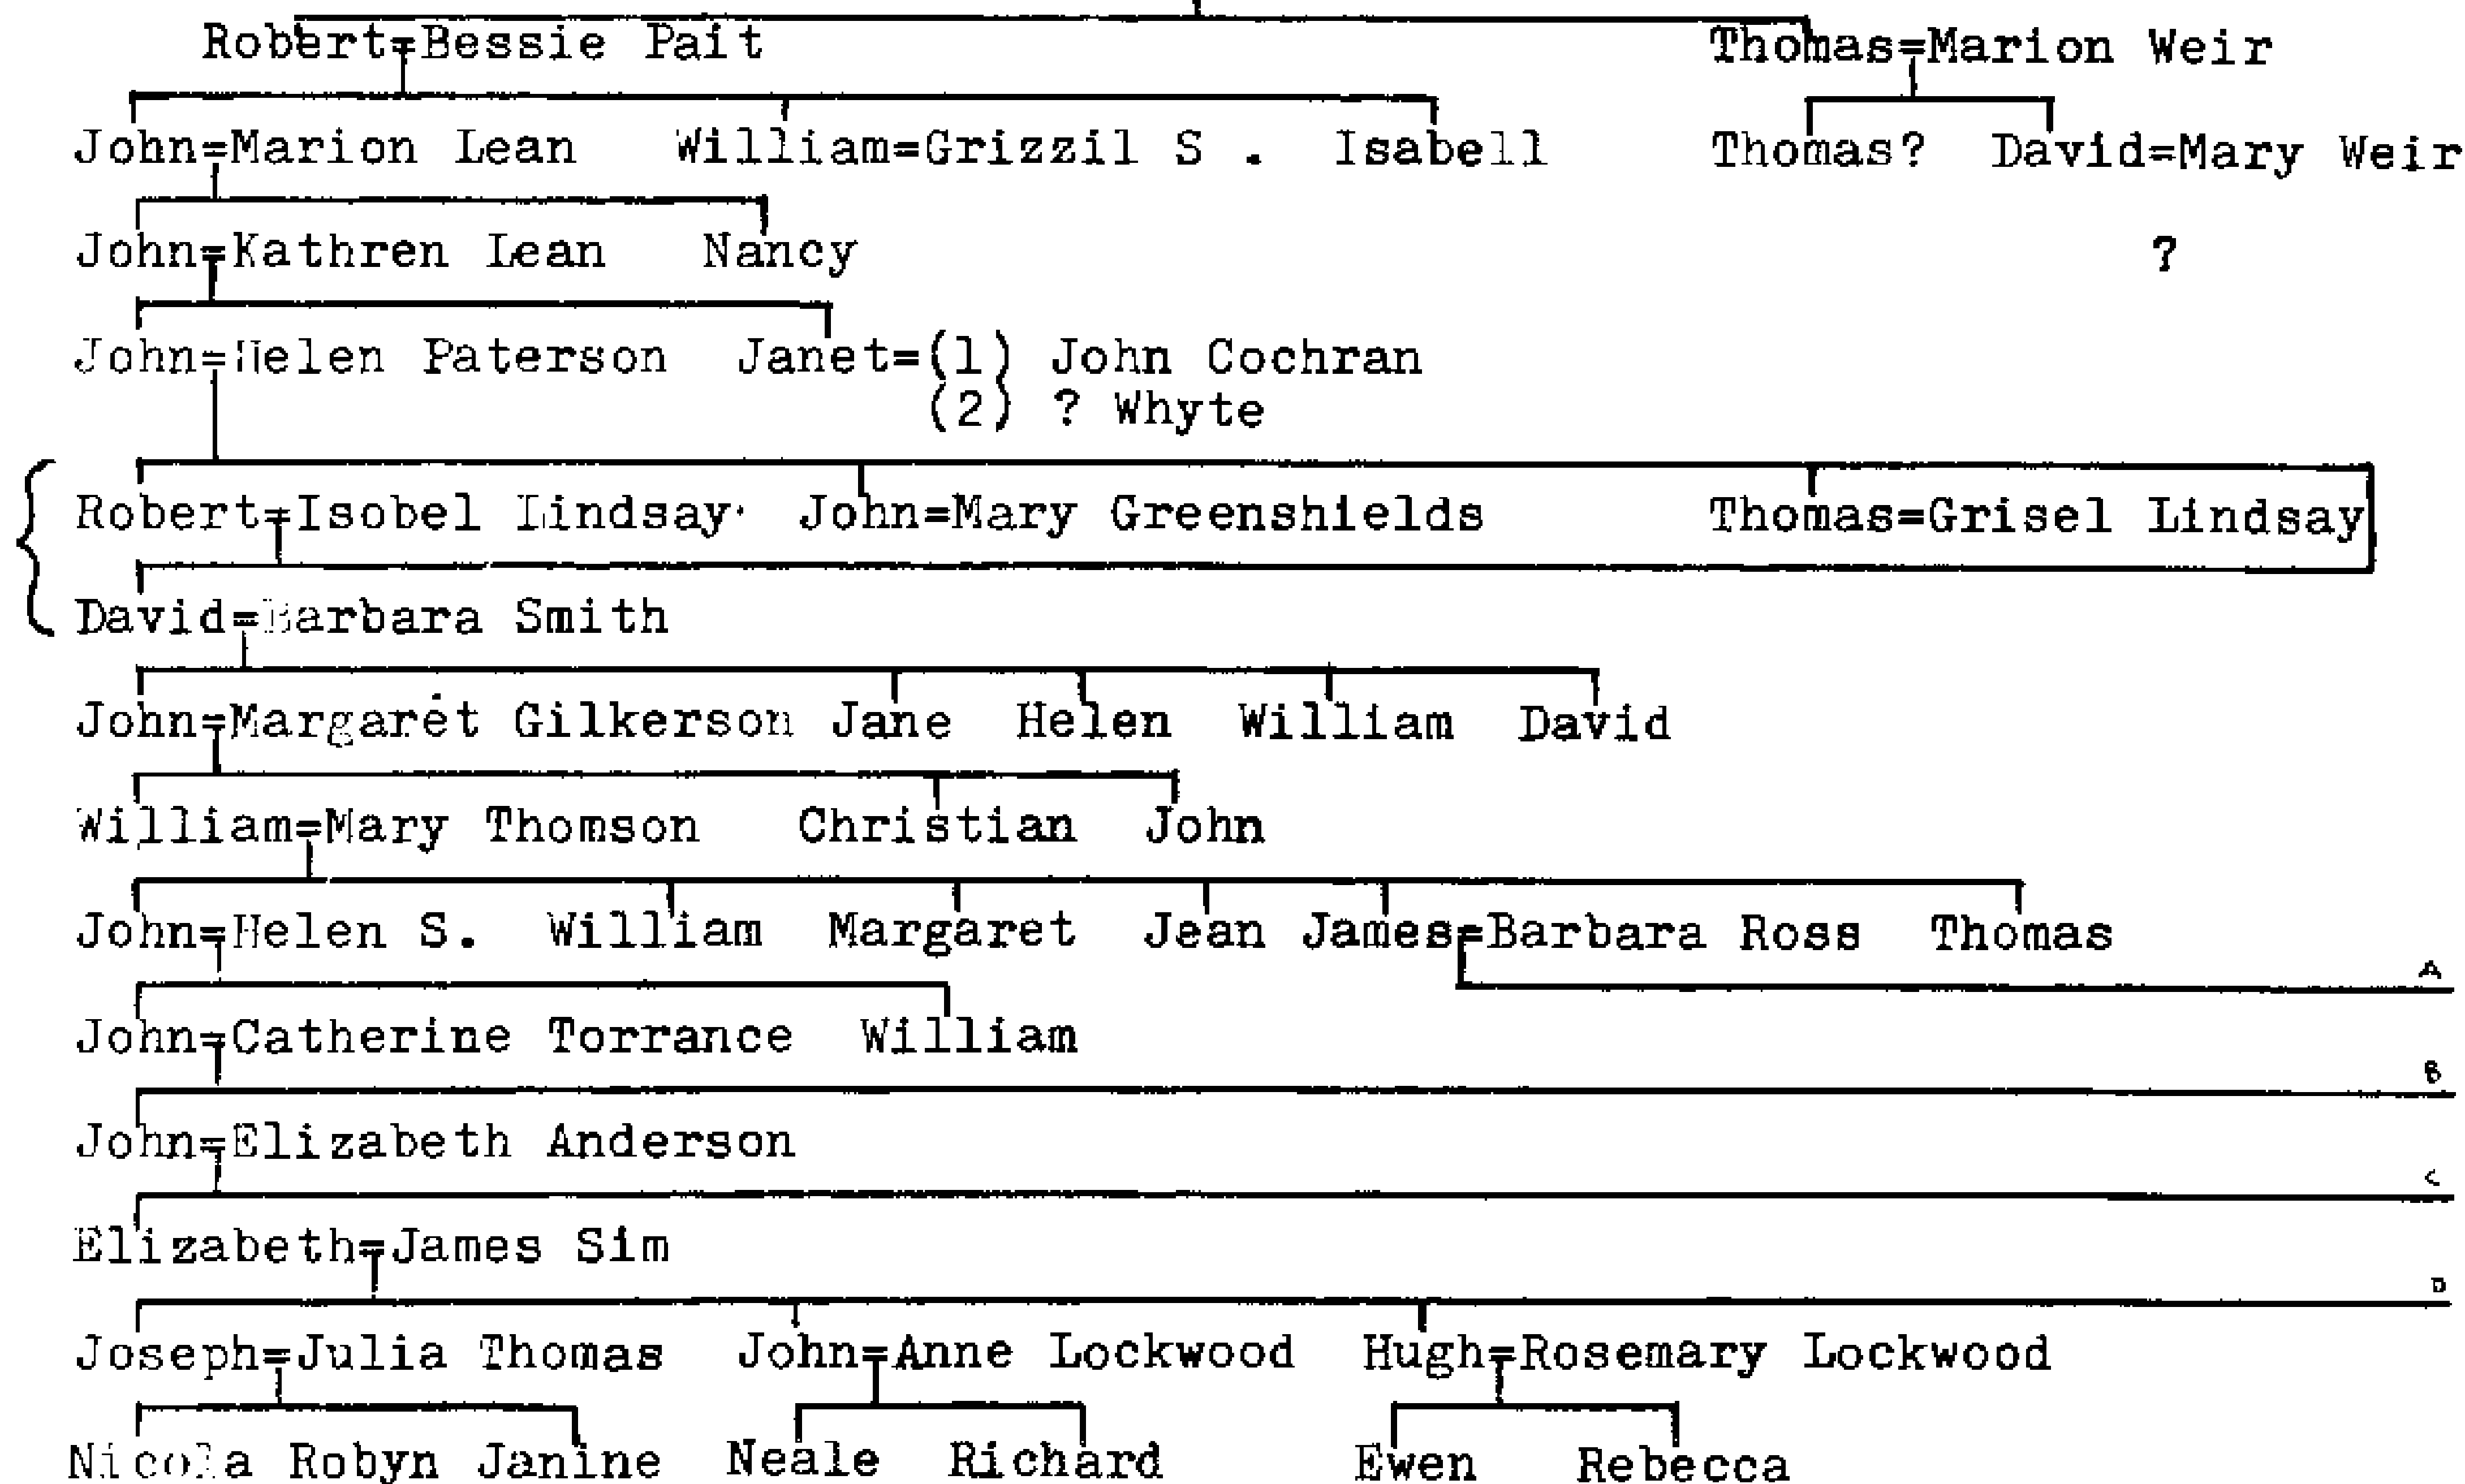 Robert=Bessie Pait Thomas=Marion Weir
John=Marion Lean William=Grizzil S . Isabell Thomas? David=Mary Weir
John=Kathren Lean Nancy ?
John=Helen Paterson Janet=(1) John Cochran
(2) ? Whyte
Robert=Isobel Lindsay John=Mary Greenshields Thomas=Grisel Lindsay
David=Barbara Smith
John=Margaret Gilkerson Jane Helen William David
William=Mary Thomson Christian John
John=Helen S. William Margaret Jean James=Barbara Ross Thomas
A
John=Catherine Torrance William
B
John=Elizabeth Anderson
C
Elizabeth=James Sim
D
Joseph=Julia Thomas John=Anne Lockwood Hugh=Rosemary Lockwood
Nicola Robyn Janine Neale Richard Ewen Rebecca